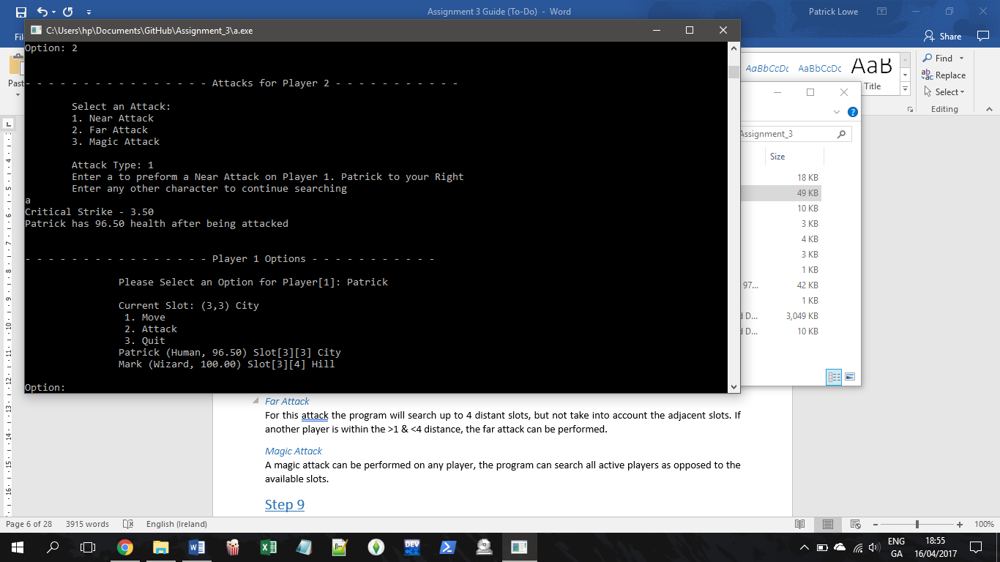 Assignment 3 Guide (To-Do) - Word
Patrick Lowe
C:\Users\hp\Documents\GitHub\Assignment_3\a.exe
Share
Option: 2
- - - - - - - - - - - - - - - - Attacks for Player 2 - - - - - - - - - - -
Select an Attack:
1. Near Attack
2. Far Attack
3. Magic Attack
Attack Type: 1
Enter a to preform a Near Attack on Player 1. Patrick to your Right
Enter any other character to continue searching
a
Critical Strike - 3.50
Patrick has 96.50 health after being attacked
- - - - - - - - - - - - - - - - Player 1 Options - - - - - - - - - - -
Please Select an Option for Player[1]: Patrick
Current Slot: (3,3) City
1. Move
2. Attack
3. Quit
Patrick (Human, 96.50) Slot[3][3] City
Mark (Wizard, 100.00) Slot[3][4] Hill
Option:
AaBbCcDc AaBbCcDc AaB
Title
Find
Replace
Select
Editing
Assignment_3
Size
18 KB
49 KB
10 KB
3 KB
4 KB
3 KB
1 KB
97... 42 KB
1 KB
D... 3,049 KB
D... 10 KB
Far Attack
For this attack the program will search up to 4 distant slots, but not take into account the adjacent slots. If
another player is within the >1 & <4 distance, the far attack can be performed.
Magic Attack
A magic attack can be performed on any player, the program can search all active players as opposed to the
available slots.
Step 9
Page 6 of 28 3915 words English (Ireland) 100%
DEV
ENG
GA
18:55
16/04/2017